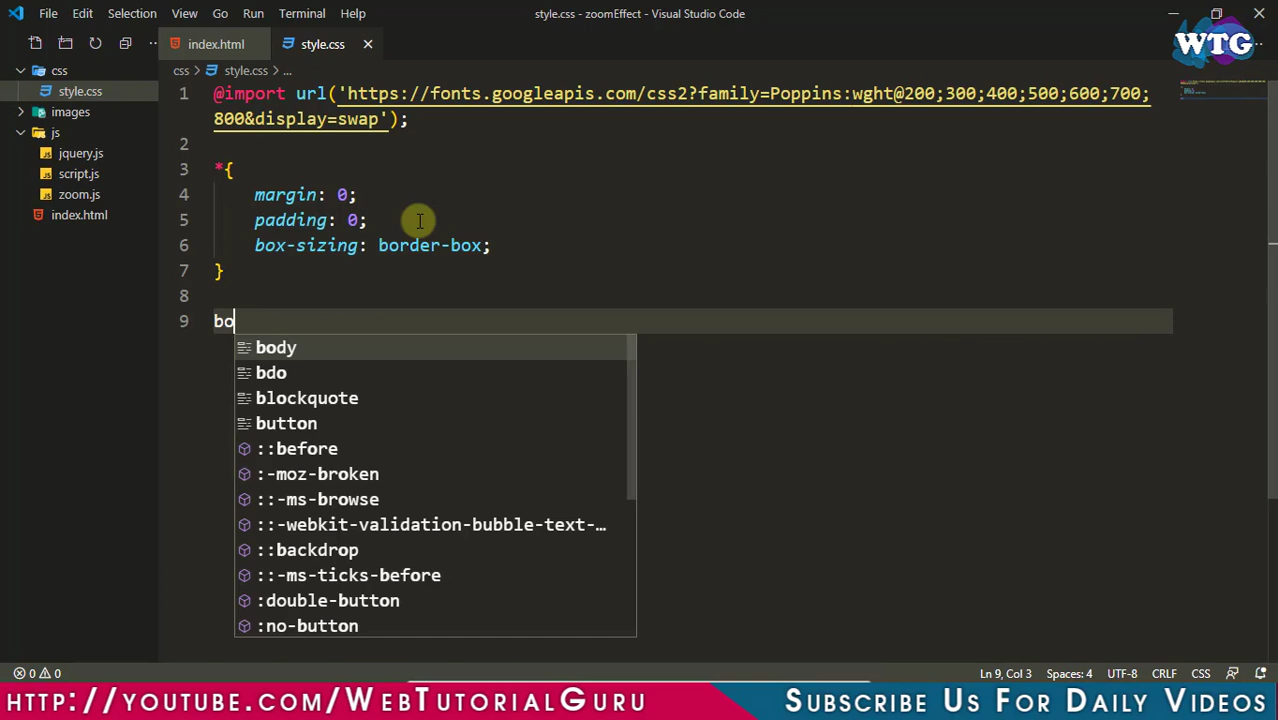 File Edit Selection View Go Run Terminal Help style.css - zoomEffect - Visual Studio Code
WTG
index.html style.css
css
css > style.css > ...
style.css
images
js
jquery.js
script.js
zoom.js
index.html
1 @import url('https://fonts.googleapis.com/css2?family=Poppins:wght@200;300;400;500;600;700;
800&display=swap');
2
3 *{
4 margin: 0;
5 padding: 0;
6 box-sizing: border-box;
7 }
8
9 bo
body
bdo
blockquote
button
::before
:-moz-broken
::-ms-browse
::-webkit-validation-bubble-text-…
::backdrop
::-ms-ticks-before
:double-button
:no-button
0 0 Ln 9, Col 3 Spaces: 4 UTF-8 CRLF CSS
http://youtube.com/WebTutorialGuru Subscribe Us For Daily Videos